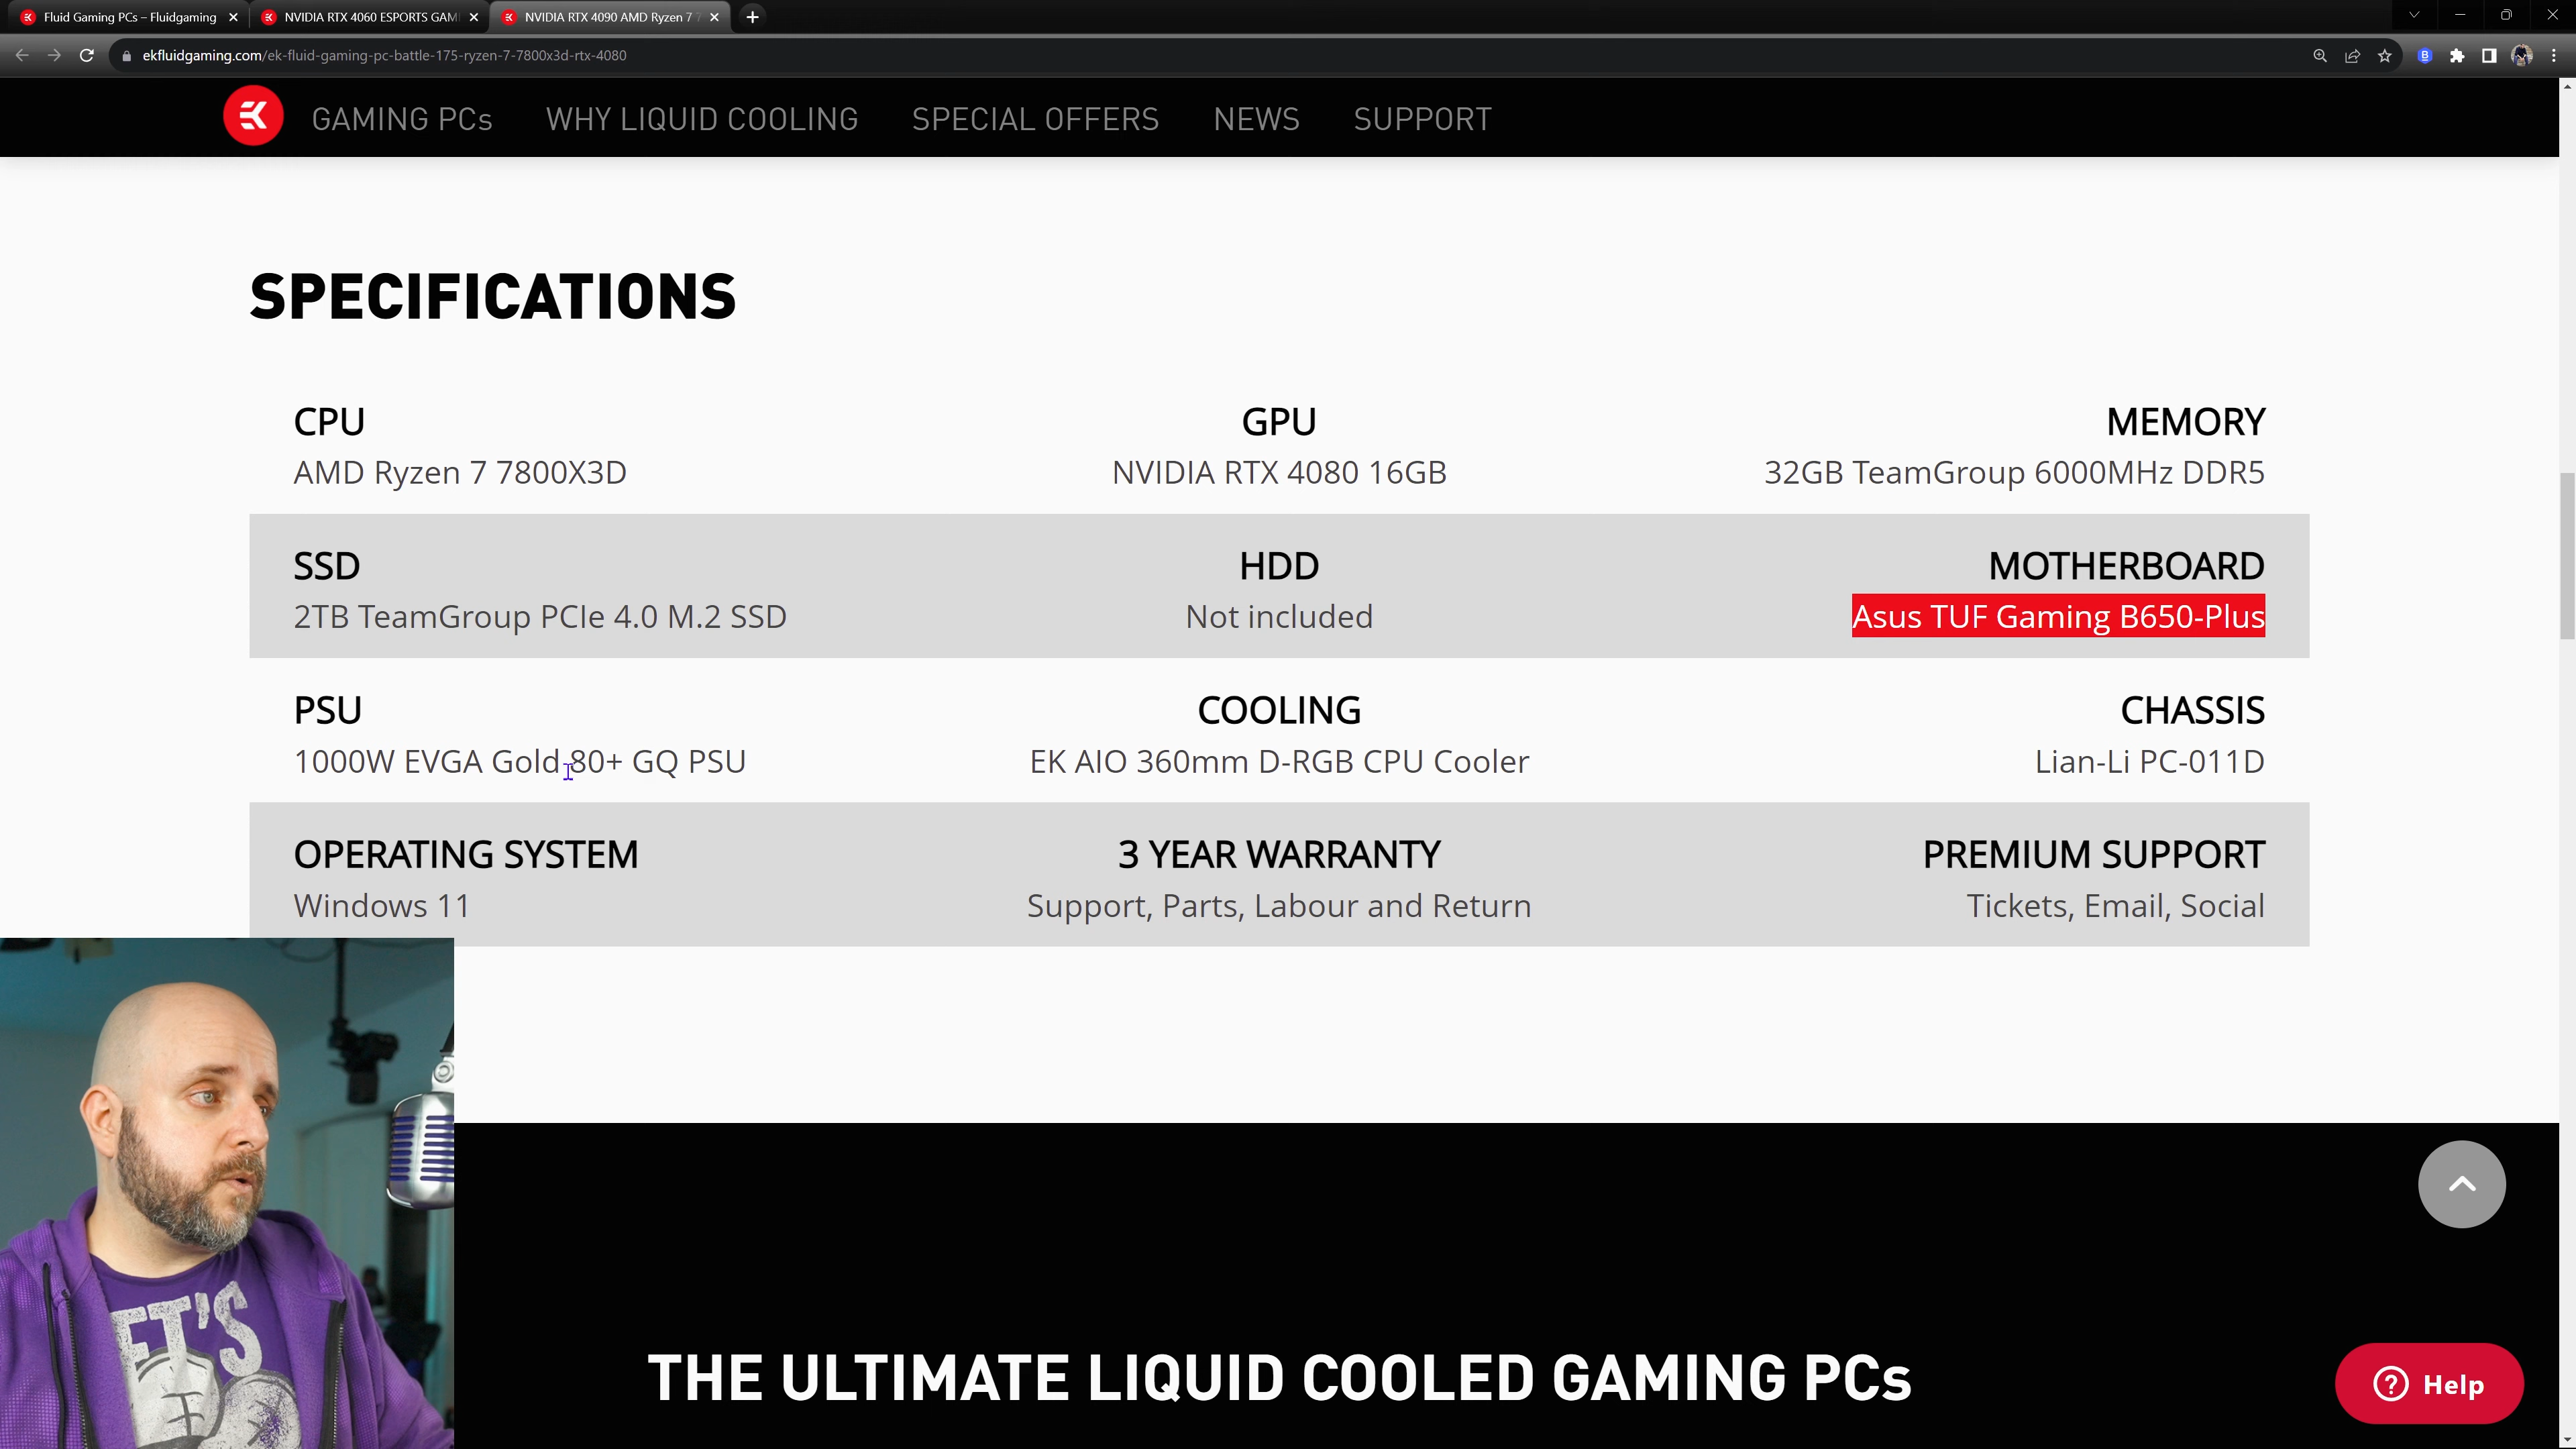 Fluid Gaming PCs – Fluidgaming
NVIDIA RTX 4060 ESPORTS GAM
NVIDIA RTX 4090 AMD Ryzen 7 7
ekfluidgaming.com/ek-fluid-gaming-pc-battle-175-ryzen-7-7800x3d-rtx-4080
GAMING PCs WHY LIQUID COOLING SPECIAL OFFERS NEWS SUPPORT
SPECIFICATIONS
CPU GPU MEMORY
AMD Ryzen 7 7800X3D NVIDIA RTX 4080 16GB 32GB TeamGroup 6000MHz DDR5
SSD HDD MOTHERBOARD
2TB TeamGroup PCIe 4.0 M.2 SSD Not included Asus TUF Gaming B650-Plus
PSU COOLING CHASSIS
1000W EVGA Gold 80+ GQ PSU EK AIO 360mm D-RGB CPU Cooler Lian-Li PC-011D
OPERATING SYSTEM 3 YEAR WARRANTY PREMIUM SUPPORT
Windows 11 Support, Parts, Labour and Return Tickets, Email, Social
THE ULTIMATE LIQUID COOLED GAMING PCs
Help